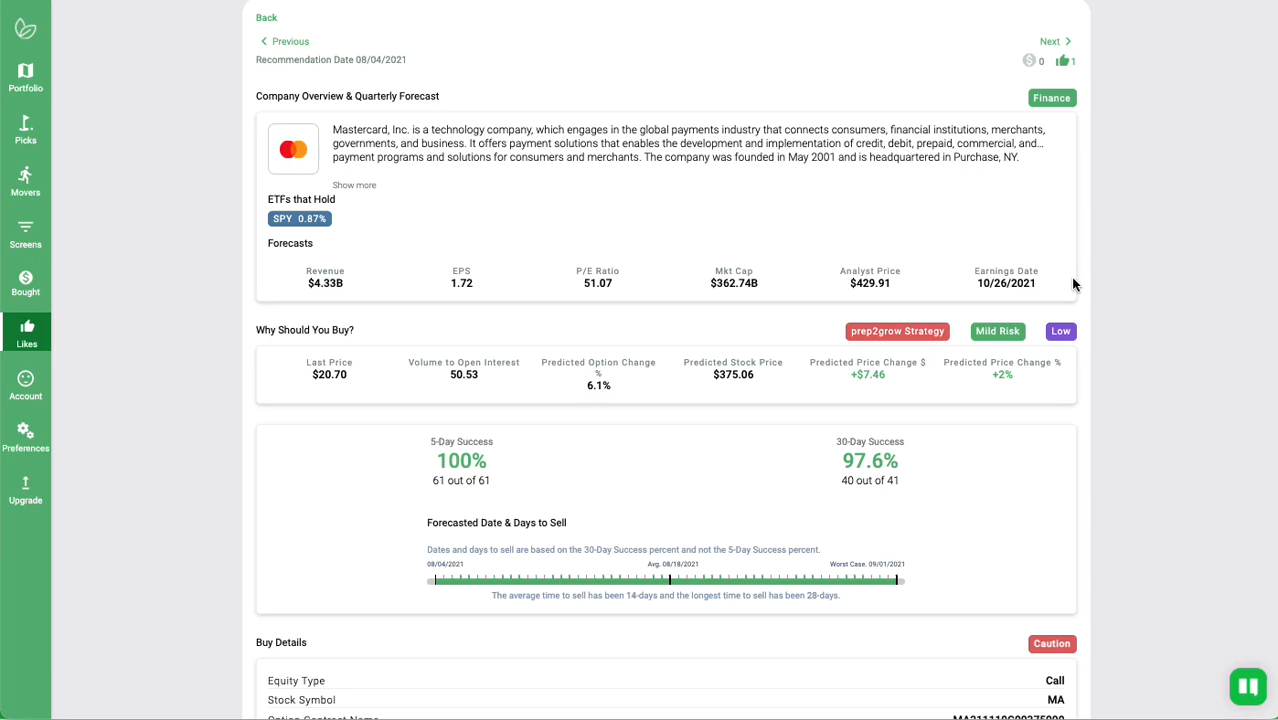 Back
Previous
Next
Recommendation Date 08/04/2021
0
1
Portfolio
Picks
Movers
Screens
Bought
Likes
Account
Preferences
Upgrade
Company Overview & Quarterly Forecast
Finance
Mastercard, Inc. is a technology company, which engages in the global payments industry that connects consumers, financial institutions, merchants,
governments, and business. It offers payment solutions that enables the development and implementation of credit, debit, prepaid, commercial, and...
payment programs and solutions for consumers and merchants. The company was founded in May 2001 and is headquartered in Purchase, NY.
Show more
ETFs that Hold
SPY 0.87%
Forecasts
Revenue EPS P/E Ratio Mkt Cap Analyst Price Earnings Date
$4.33B 1.72 51.07 $362.74B $429.91 10/26/2021
Why Should You Buy?
prep2grow Strategy Mild Risk Low
Last Price Volume to Open Interest Predicted Option Change Predicted Stock Price Predicted Price Change $ Predicted Price Change %
%
$20.70 50.53 6.1% $375.06 +$7.46 +2%
5-Day Success 30-Day Success
100% 97.6%
61 out of 61 40 out of 41
Forecasted Date & Days to Sell
Dates and days to sell are based on the 30-Day Success percent and not the 5-Day Success percent.
08/04/2021 Avg. 08/18/2021 Worst Case. 09/01/2021
The average time to sell has been 14-days and the longest time to sell has been 28-days.
Buy Details
Caution
Equity Type Call
Stock Symbol MA
Option Contract Name